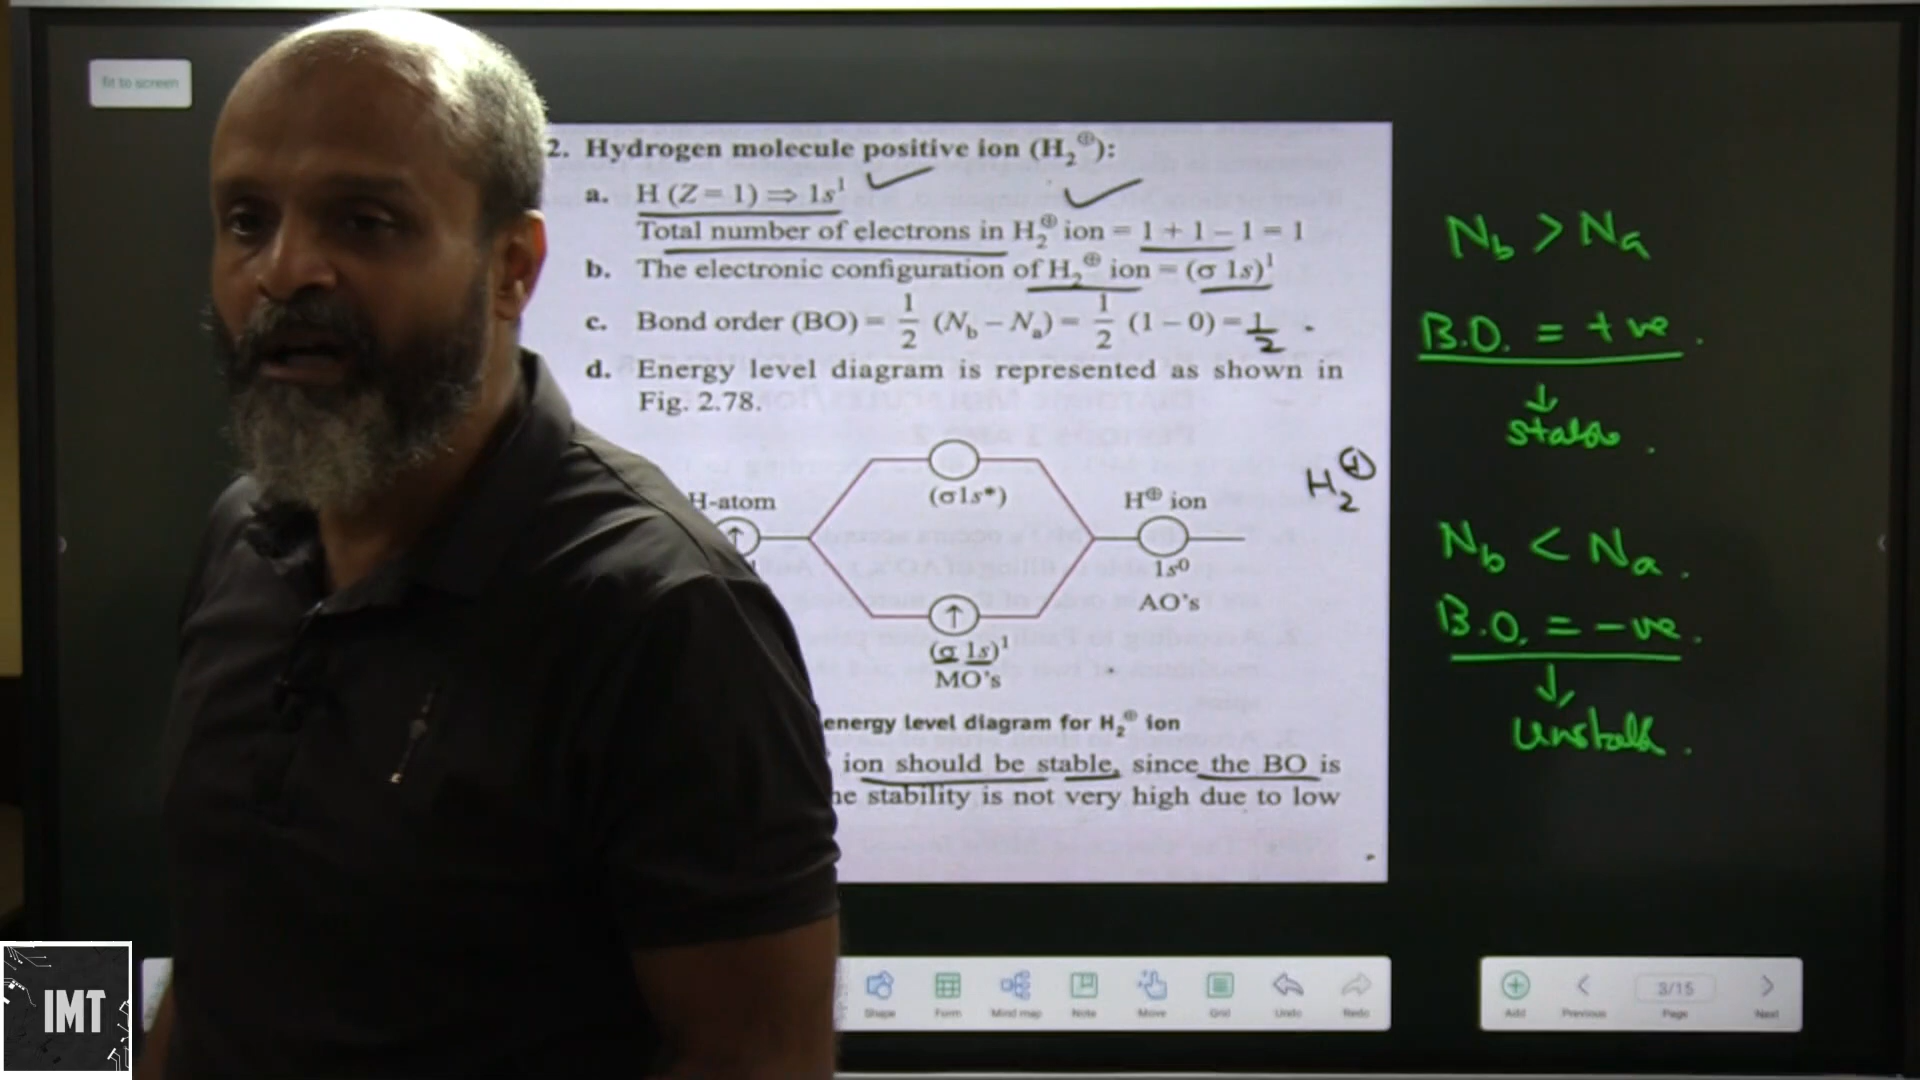 fit to screen
2. Hydrogen molecule positive ion (H₂⊕):
a. H (Z = 1) ⇒ 1s¹
Total number of electrons in H₂⊕ ion = 1 + 1 − 1 = 1
b. The electronic configuration of H₂⊕ ion = (σ 1s)¹
c. Bond order (BO) = 1/2 (N_b − N_a) = 1/2 (1 − 0) = 1/2
d. Energy level diagram is represented as shown in
Fig. 2.78.
(σ1s*)
H-atom
H⊕ ion
↑
1s⁰
AO's
↑
(σ 1s)¹
MO's
energy level diagram for H₂⊕ ion
ion should be stable, since the BO is
stability is not very high due to low
H₂⊕
N_b > N_a
B.O. = +ve.
↓
stable.
N_b < N_a.
B.O. = −ve.
↓
unstable.
Shape Form Mind map Note Move Grid Undo Redo
Add Previous 3/15 Page Next
IMT